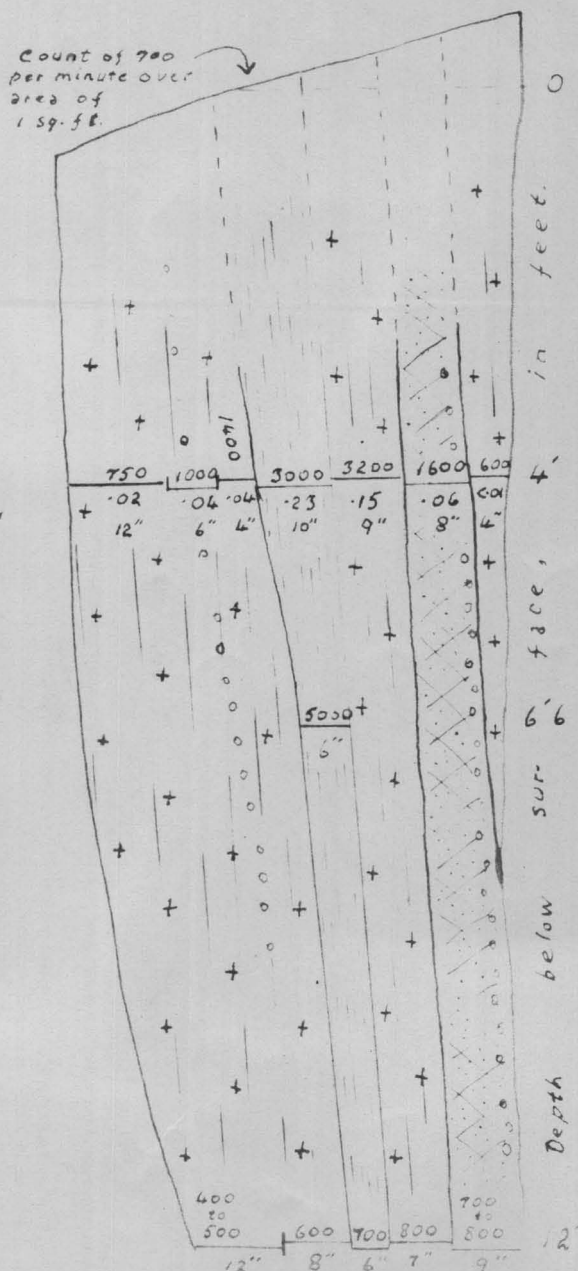 Count of 700
per minute over
area of
1 sq. ft.
0
1400
750 1000 3000 3200 1600 600
4'
.02 .04 .04 .23 .15 .06 <.01
12" 6" 4" 10" 9" 8" 4"
5000
6"
6'6
Depth below surface, in feet.
400
to
500 600 700 800
700
to
800
12'
12" 8" 6" 7" 9"